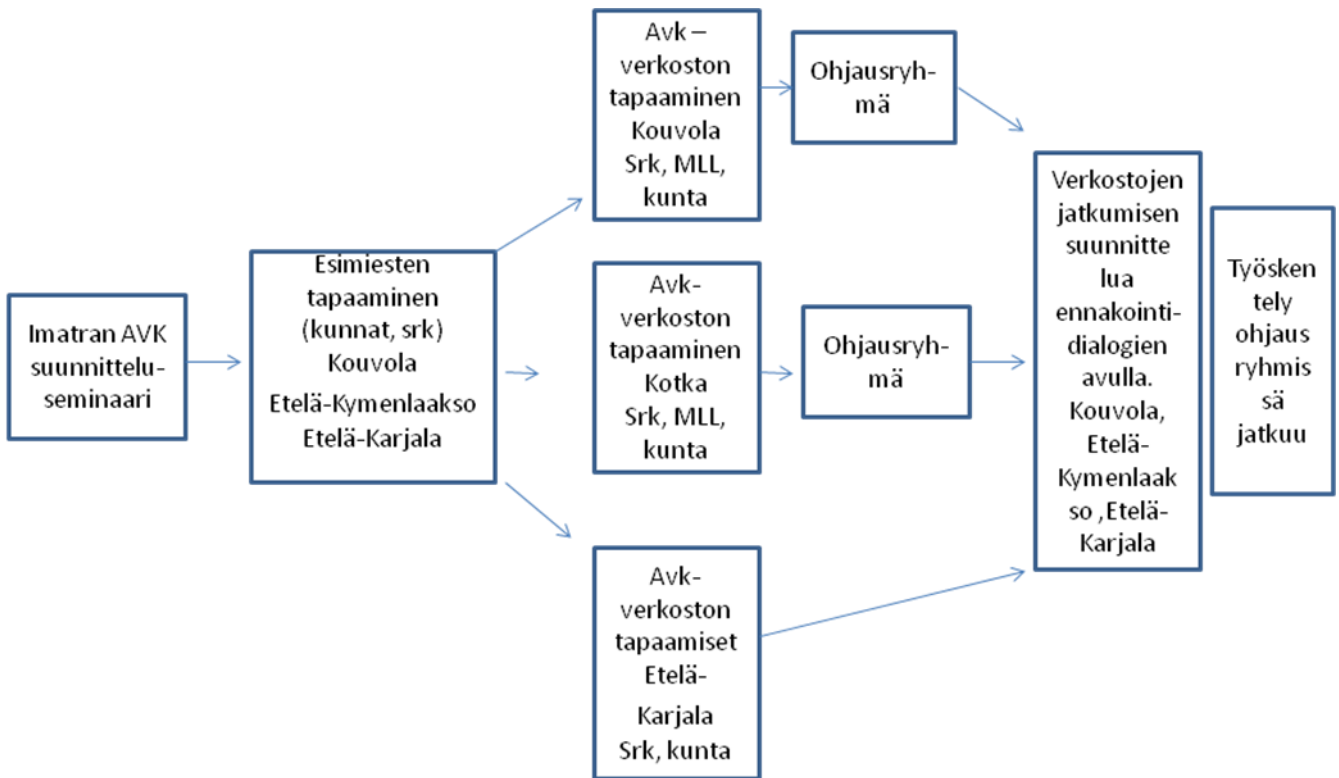 Imatran AVK
suunnittelu-
seminaari
Esimiesten
tapaaminen
(kunnat, srk)
Kouvola
Etelä-Kymenlaakso
Etelä-Karjala
Avk –
verkoston
tapaaminen
Kouvola
Srk, MLL,
kunta
Ohjausryh-
mä
Avk-
verkoston
tapaaminen
Kotka
Srk, MLL,
kunta
Ohjausryh-
mä
Avk-
verkoston
tapaamiset
Etelä-
Karjala
Srk, kunta
Verkostojen
jatkumisen
suunnitte
lua
ennakointi-
dialogien
avulla.
Kouvola,
Etelä-
Kymenlaak
so ,Etelä-
Karjala
Työsken
tely
ohjaus
ryhmis
sä
jatkuu